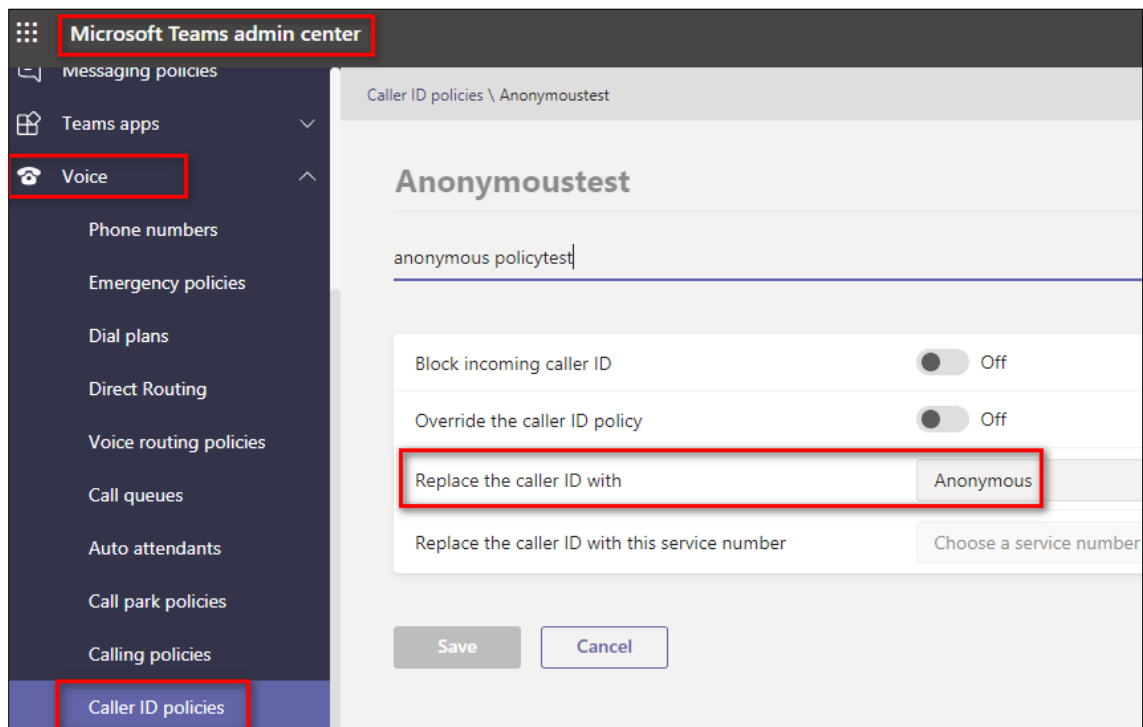 Microsoft Teams admin center
Messaging policies
Teams apps
Voice
Phone numbers
Emergency policies
Dial plans
Direct Routing
Voice routing policies
Call queues
Auto attendants
Call park policies
Calling policies
Caller ID policies
Caller ID policies \ Anonymoustest
Anonymoustest
anonymous policytest
Block incoming caller ID Off
Override the caller ID policy Off
Replace the caller ID with Anonymous
Replace the caller ID with this service number Choose a service number
Save Cancel